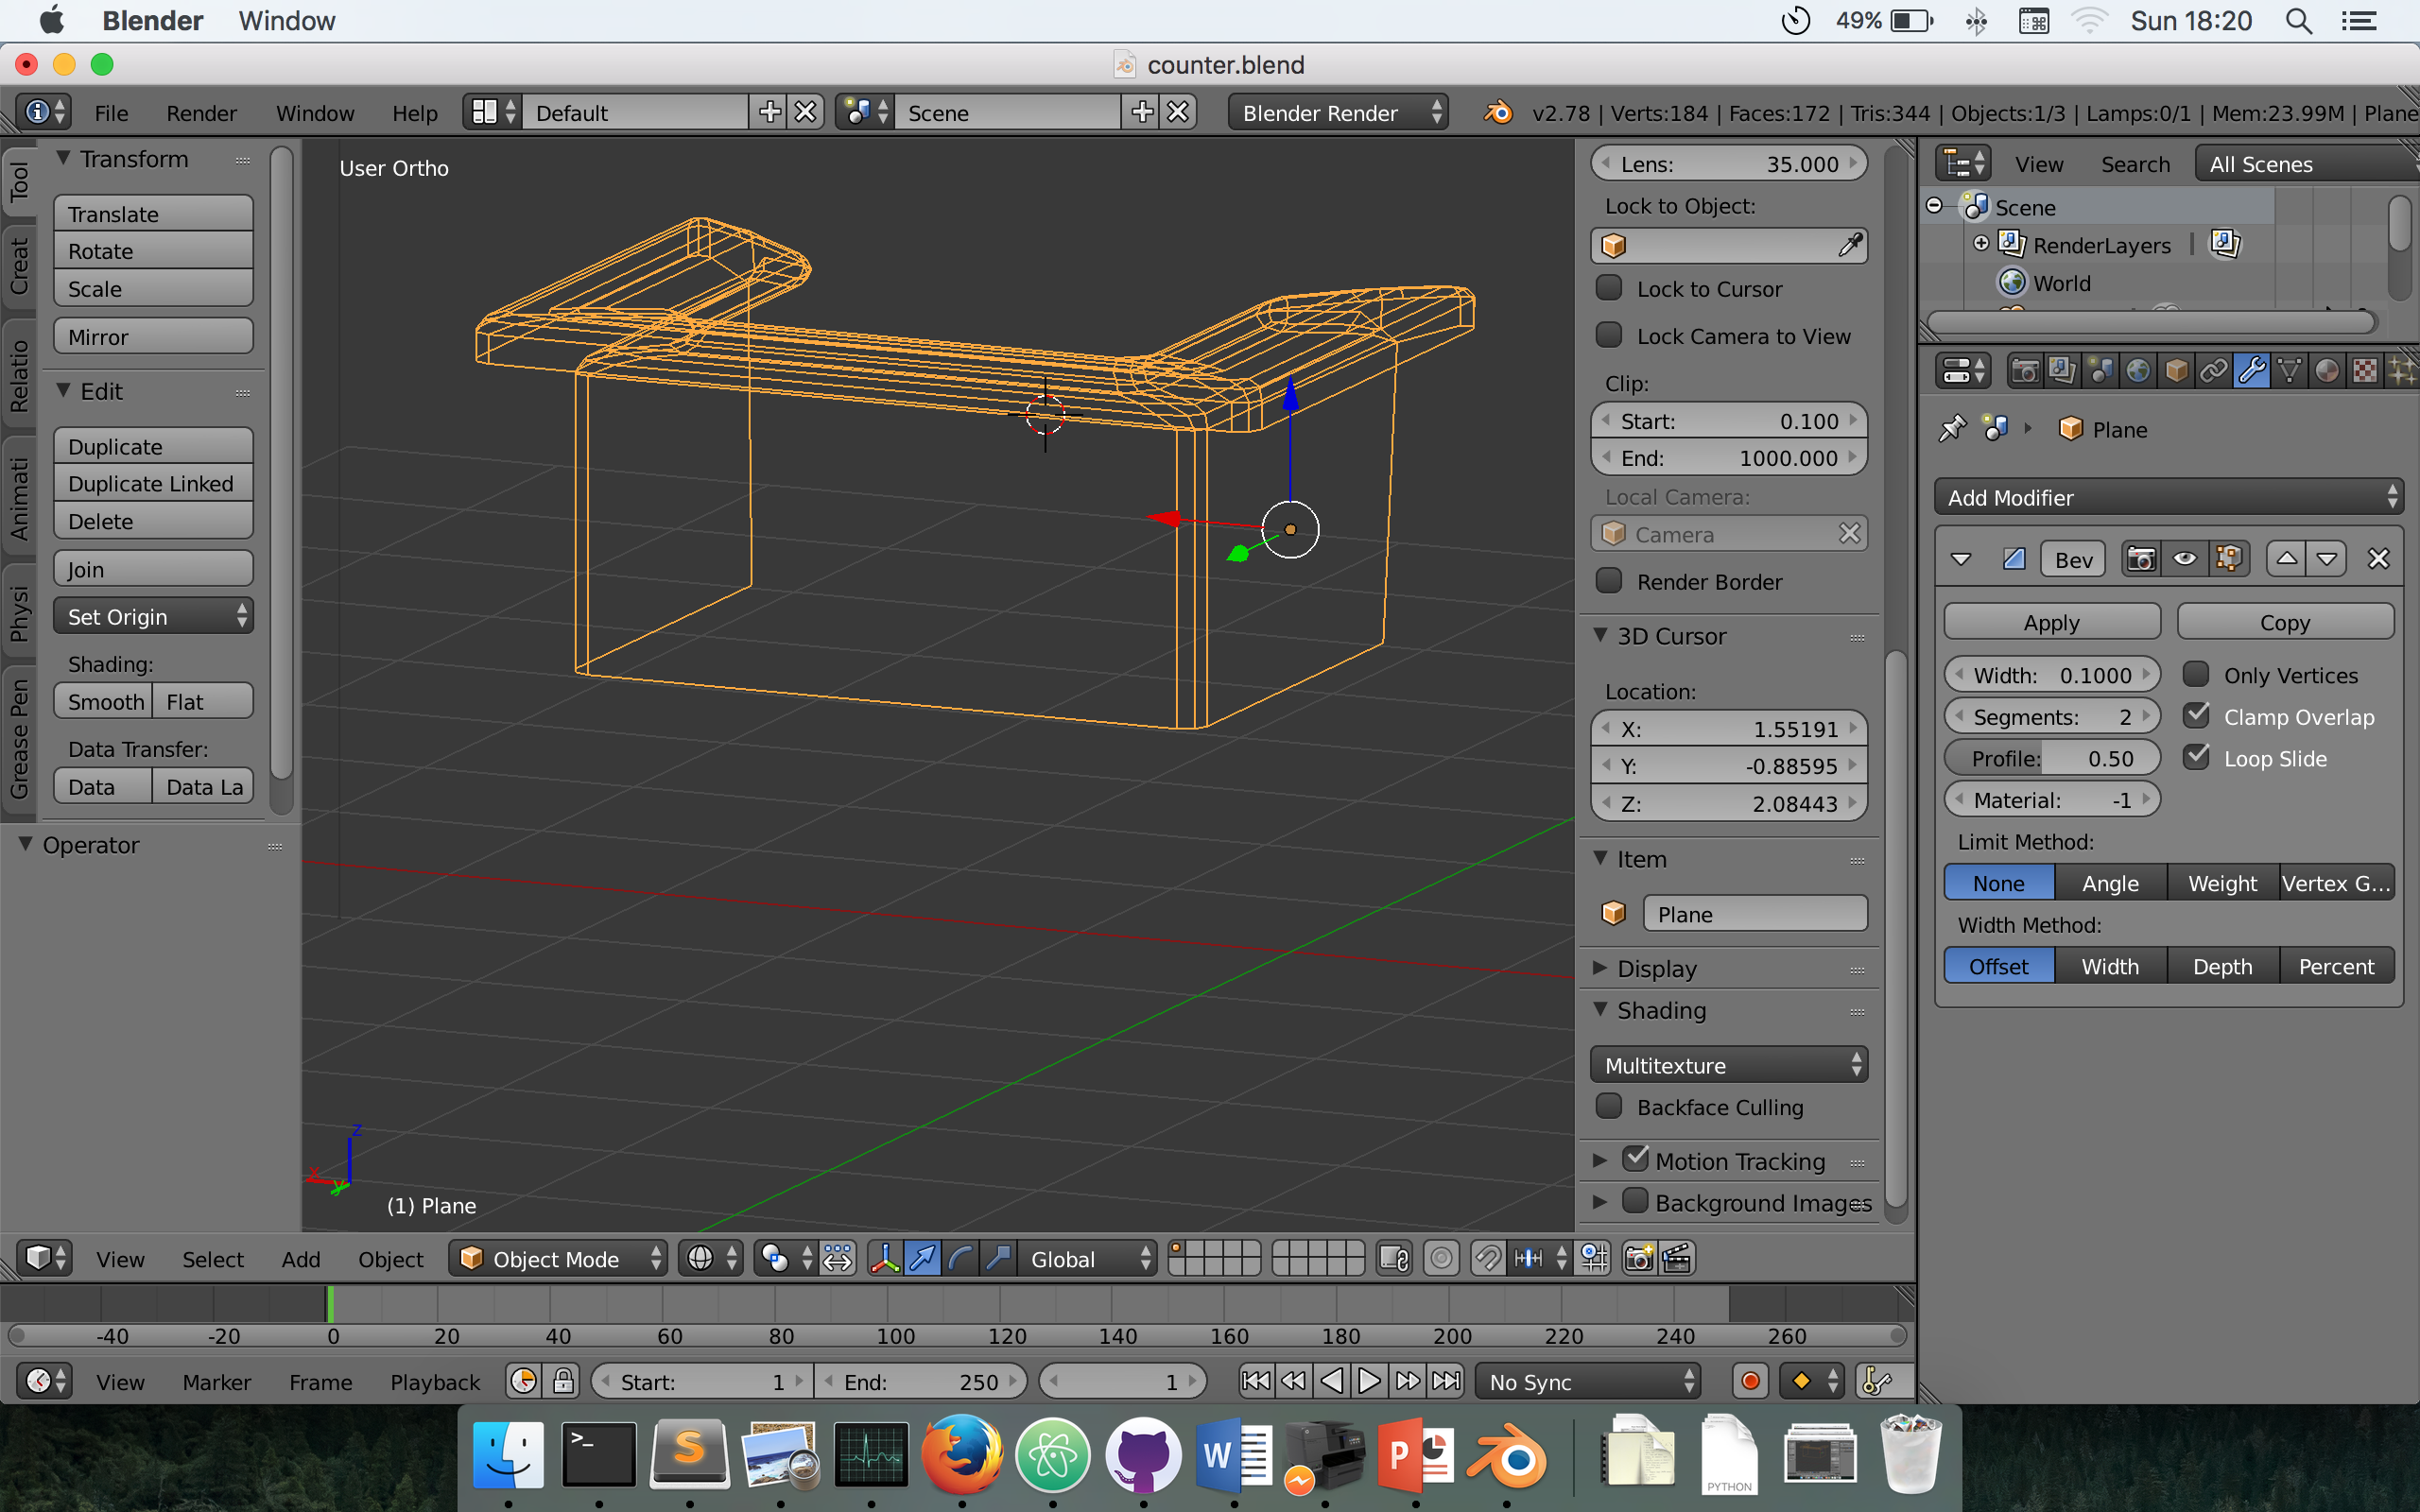 Blender Window 49% Sun 18:20
counter.blend
File Render Window Help Default Scene Blender Render v2.78 | Verts:184 | Faces:172 | Tris:344 | Objects:1/3 | Lamps:0/1 | Mem:23.99M | Plane
Tool
Creat
Relatio
Animati
Physi
Grease Pen
Transform
Translate
Rotate
Scale
Mirror
Edit
Duplicate
Duplicate Linked
Delete
Join
Set Origin
Shading:
Smooth Flat
Data Transfer:
Data Data La
Operator
User Ortho
z
x
y
(1) Plane
Lens: 35.000
Lock to Object:
Lock to Cursor
Lock Camera to View
Clip:
Start: 0.100
End: 1000.000
Local Camera:
Camera
Render Border
3D Cursor
Location:
X: 1.55191
Y: -0.88595
Z: 2.08443
Item
Plane
Display
Shading
Multitexture
Backface Culling
Motion Tracking
Background Images
View Search All Scenes
Scene
RenderLayers |
World
Plane
Add Modifier
Bev
Apply Copy
Width: 0.1000 Only Vertices
Segments: 2 Clamp Overlap
Profile: 0.50 Loop Slide
Material: -1
Limit Method:
None Angle Weight Vertex G...
Width Method:
Offset Width Depth Percent
View Select Add Object Object Mode Global
-40 -20 0 20 40 60 80 100 120 140 160 180 200 220 240 260
View Marker Frame Playback Start: 1 End: 250 1 No Sync
>_ S W P
PYTHON